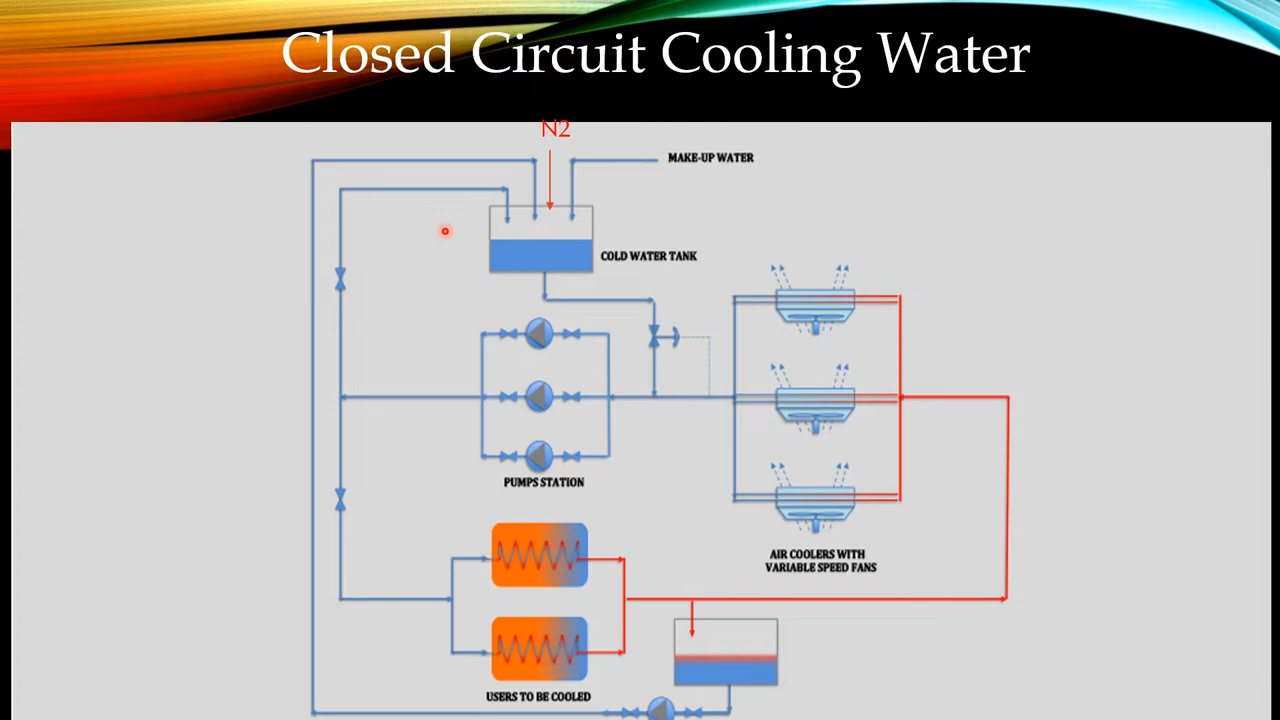 Closed Circuit Cooling Water
N2
MAKE-UP WATER
COLD WATER TANK
PUMPS STATION
AIR COOLERS WITH
VARIABLE SPEED FANS
USERS TO BE COOLED